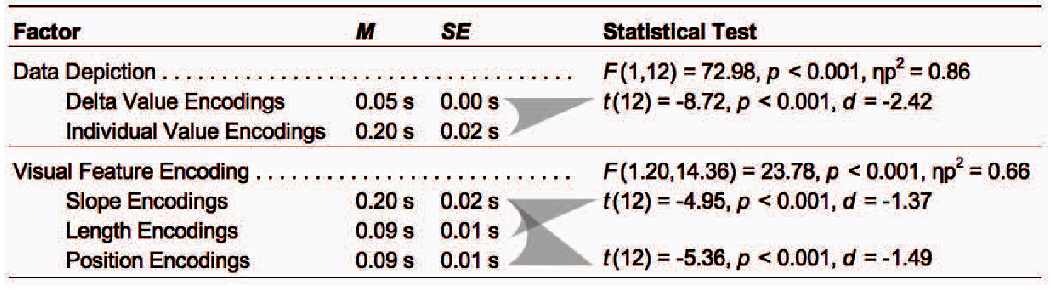 Factor M SE Statistical Test
Data Depiction . . . . . . . . . . . . . . . . . . . . . . . . . . . . . . . . . . . F(1,12) = 72.98, p < 0.001, ηp² = 0.86
Delta Value Encodings 0.05 s 0.00 s t(12) = -8.72, p < 0.001, d = -2.42
Individual Value Encodings 0.20 s 0.02 s
Visual Feature Encoding . . . . . . . . . . . . . . . . . . . . . . . . . . . F(1.20,14.36) = 23.78, p < 0.001, ηp² = 0.66
Slope Encodings 0.20 s 0.02 s t(12) = -4.95, p < 0.001, d = -1.37
Length Encodings 0.09 s 0.01 s
Position Encodings 0.09 s 0.01 s t(12) = -5.36, p < 0.001, d = -1.49